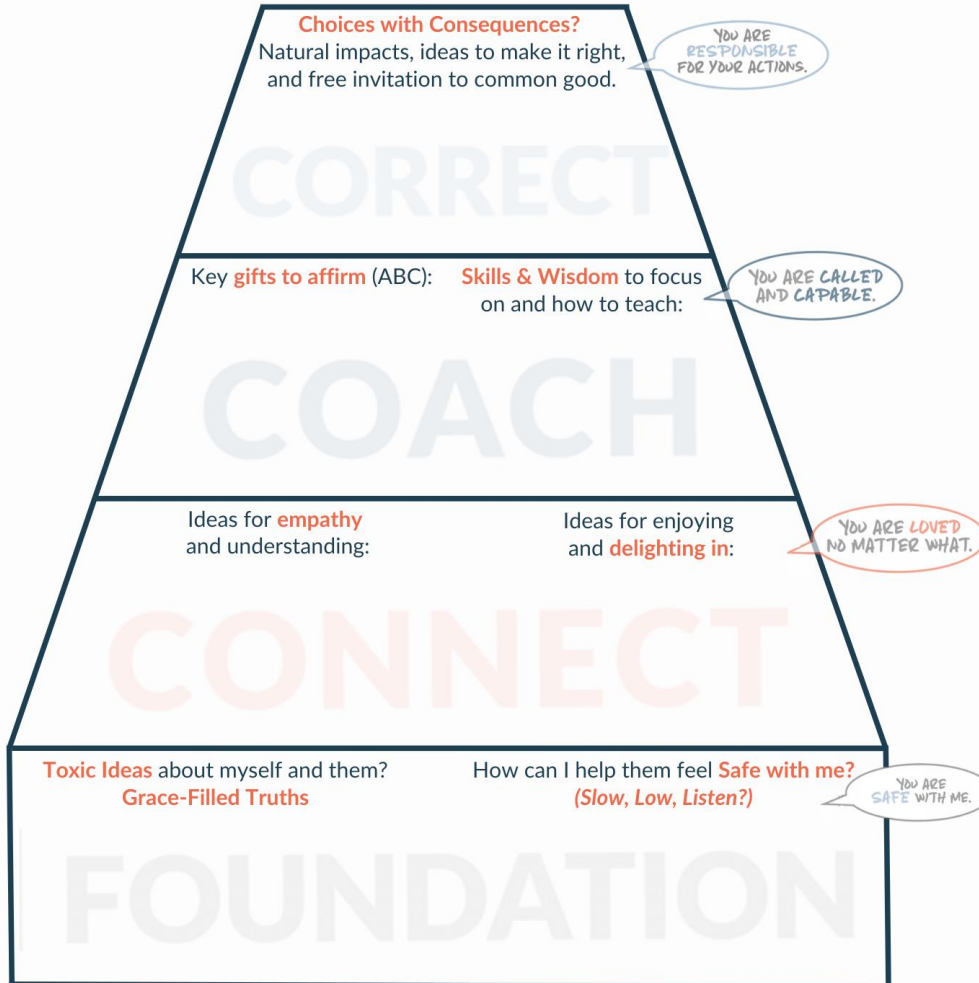 Choices with Consequences?
Natural impacts, ideas to make it right,
and free invitation to common good.
YOU ARE
RESPONSIBLE
FOR YOUR ACTIONS.
CORRECT
Key gifts to affirm (ABC):
Skills & Wisdom to focus
on and how to teach:
YOU ARE CALLED
AND CAPABLE.
COACH
Ideas for empathy
and understanding:
Ideas for enjoying
and delighting in:
YOU ARE LOVED
NO MATTER WHAT.
CONNECT
Toxic Ideas about myself and them?
Grace-Filled Truths
How can I help them feel Safe with me?
(Slow, Low, Listen?)
YOU ARE
SAFE WITH ME.
FOUNDATION